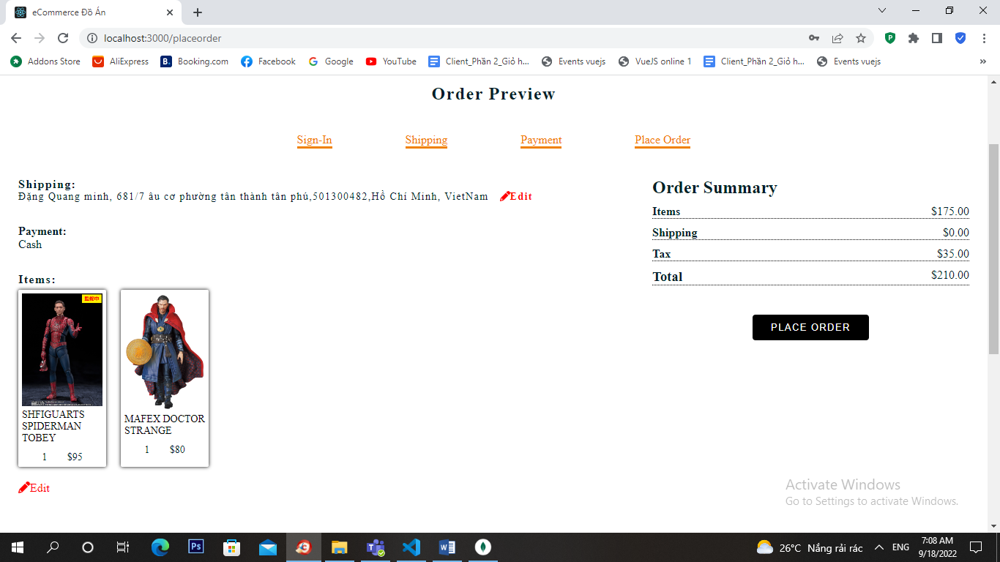 eCommerce Đồ Án
localhost:3000/placeorder
Addons Store AliExpress Booking.com Facebook Google YouTube Client_Phần 2_Giỏ h... Events vuejs VueJS online 1 Client_Phần 2_Giỏ h... Events vuejs
Order Preview
Sign-In Shipping Payment Place Order
Shipping:
Đặng Quang minh, 681/7 âu cơ phường tân thành tân phú,501300482,Hồ Chí Minh, VietNam Edit
Payment:
Cash
Items:
監修中
SHFIGUARTS
SPIDERMAN
TOBEY
1 $95
MAFEX DOCTOR
STRANGE
1 $80
Edit
Order Summary
Items $175.00
Shipping $0.00
Tax $35.00
Total $210.00
PLACE ORDER
Activate Windows
Go to Settings to activate Windows.
26°C Nắng rải rác ENG
7:08 AM
9/18/2022